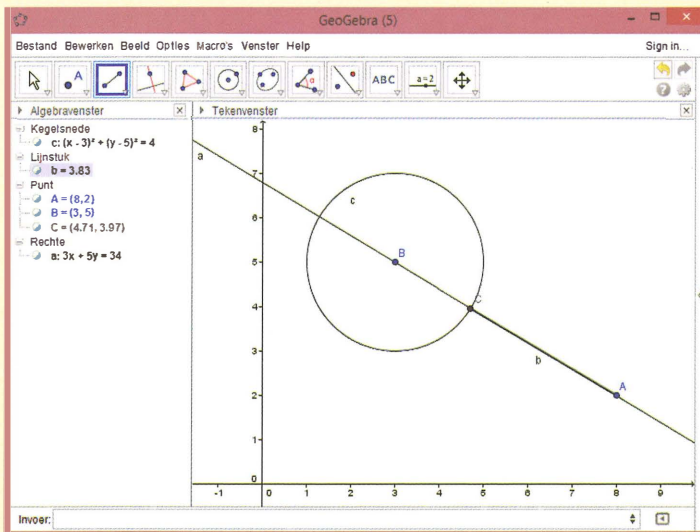 GeoGebra (5)
Bestand Bewerken Beeld Opties Macro's Venster Help
Sign in...
A
α
ABC
a=2
Algebravenster
Tekenvenster
Kegelsnede
c: (x - 3)² + (y - 5)² = 4
Lijnstuk
b = 3.83
Punt
A = (8, 2)
B = (3, 5)
C = (4.71, 3.97)
Rechte
a: 3x + 5y = 34
8
a
7
c
6
B
5
4
C
3
b
A
2
1
0
-1 0 1 2 3 4 5 6 7 8 9
Invoer: